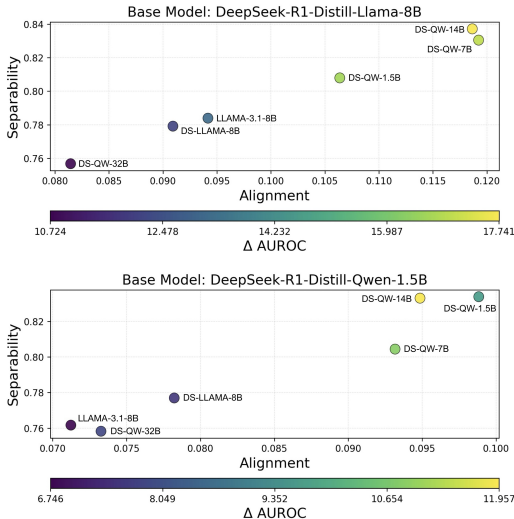 Base Model: DeepSeek-R1-Distill-Llama-8B
Separability
0.84
0.82
0.80
0.78
0.76
DS-QW-14B
DS-QW-7B
DS-QW-1.5B
LLAMA-3.1-8B
DS-LLAMA-8B
DS-QW-32B
0.080 0.085 0.090 0.095 0.100 0.105 0.110 0.115 0.120
Alignment
10.724 12.478 14.232 15.987 17.741
Δ AUROC
Base Model: DeepSeek-R1-Distill-Qwen-1.5B
Separability
0.82
0.80
0.78
0.76
DS-QW-14B
DS-QW-1.5B
DS-QW-7B
DS-LLAMA-8B
LLAMA-3.1-8B
DS-QW-32B
0.070 0.075 0.080 0.085 0.090 0.095 0.100
Alignment
6.746 8.049 9.352 10.654 11.957
Δ AUROC